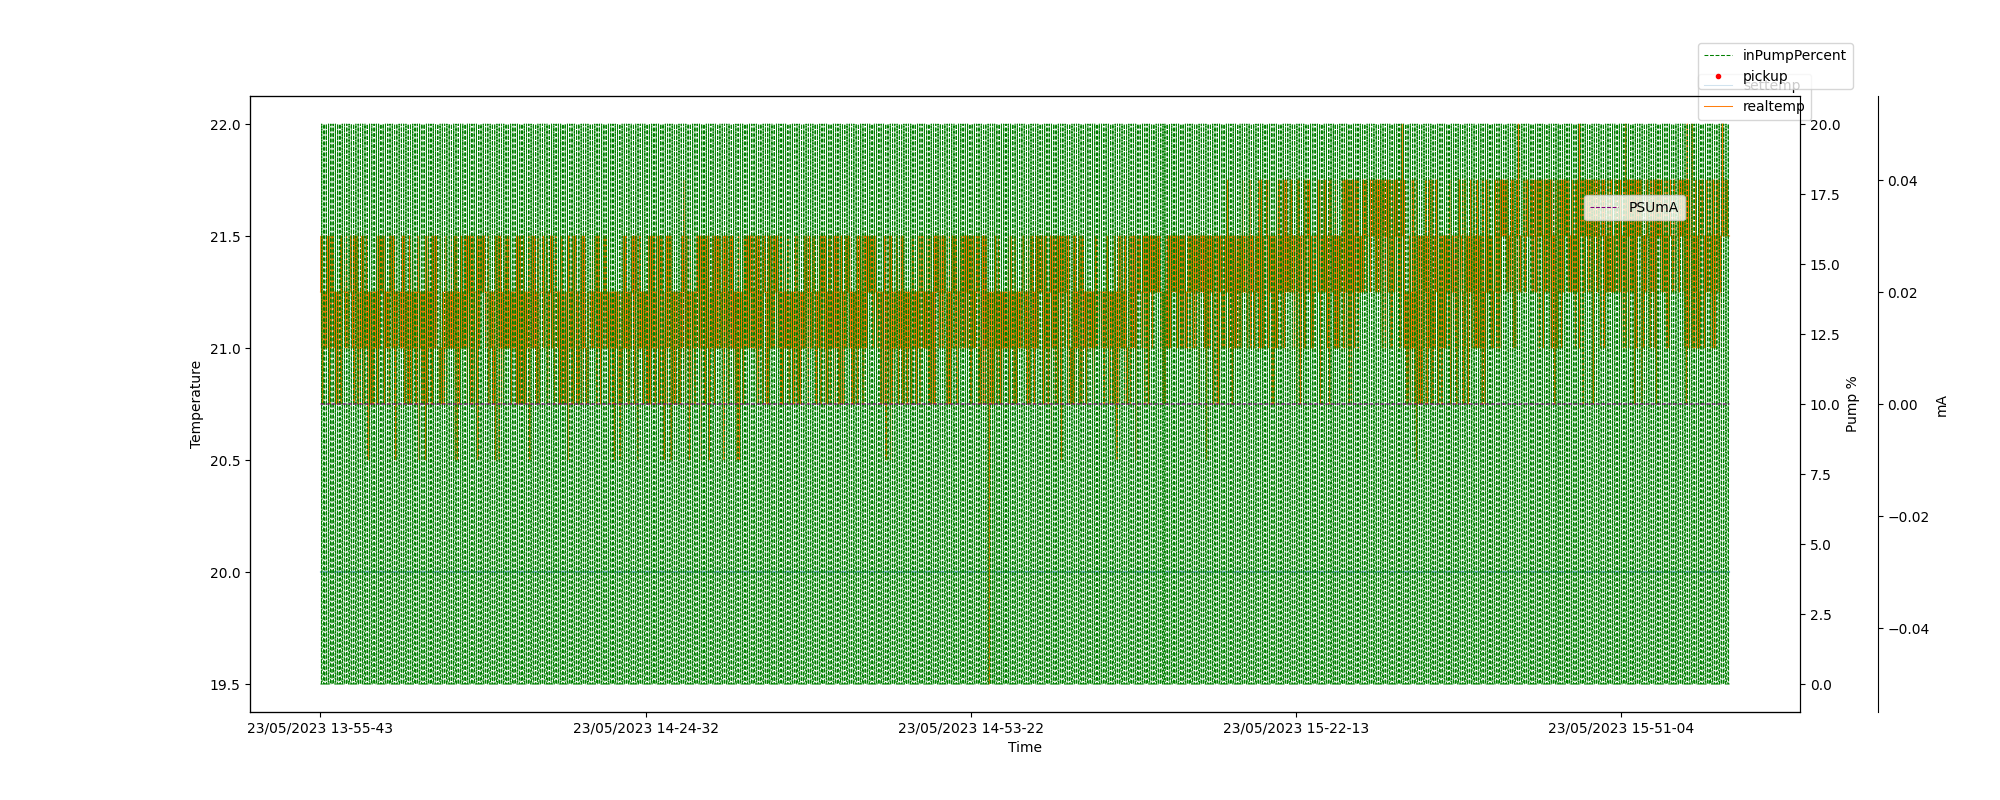 inPumpPercent
pickup
settemp
realtemp
PSUmA
22.0
21.5
21.0
20.5
20.0
19.5
Temperature
20.0
17.5
15.0
12.5
10.0
7.5
5.0
2.5
0.0
Pump %
0.04
0.02
0.00
−0.02
−0.04
mA
23/05/2023 13-55-43
23/05/2023 14-24-32
23/05/2023 14-53-22
23/05/2023 15-22-13
23/05/2023 15-51-04
Time